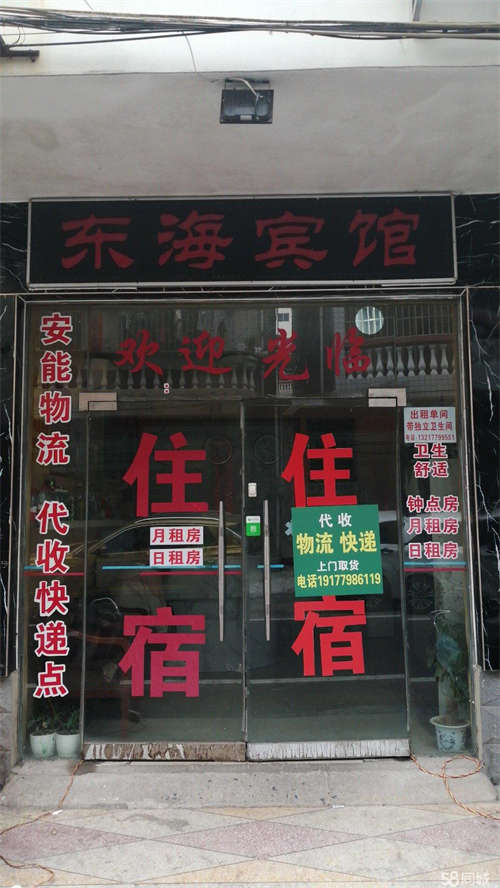 东海宾馆
欢迎光临
安能物流 代收快递点
住宿
月租房
日租房
住宿
代收
物流 快递
上门取货
电话19177986119
出租单间
带独立卫生间
电话:13217799551
卫生
舒适
钟点房
月租房
日租房
58同城